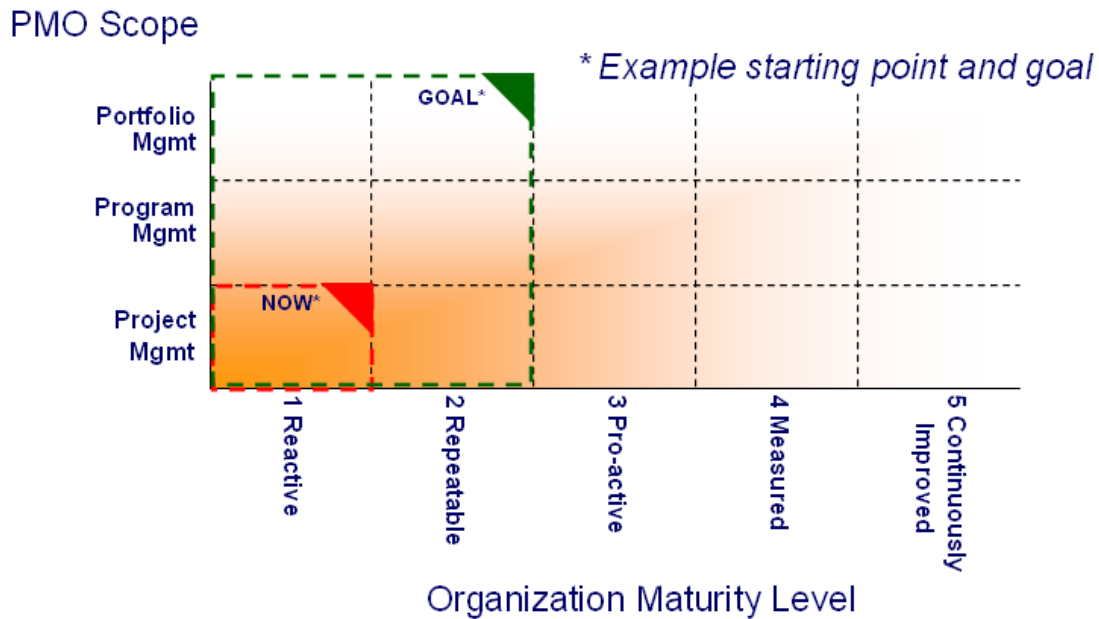 PMO Scope
* Example starting point and goal
GOAL*
Portfolio
Mgmt
Program
Mgmt
NOW*
Project
Mgmt
1 Reactive
2 Repeatable
3 Pro-active
4 Measured
5 Continuously
Improved
Organization Maturity Level